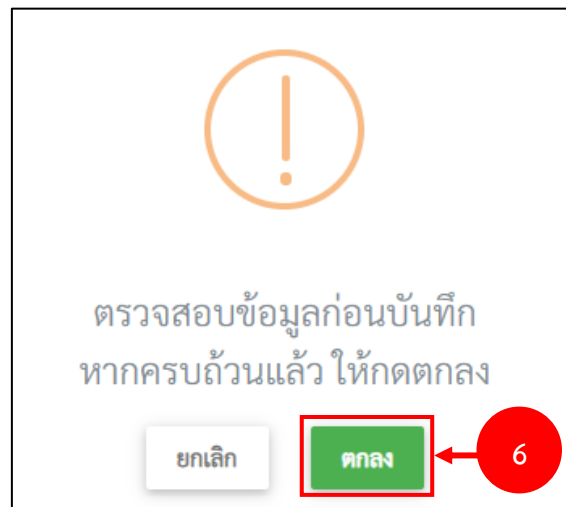 ตรวจสอบข้อมูลก่อนบันทึก
หากครบถ้วนแล้ว ให้กดตกลง
ยกเลิก ตกลง 6